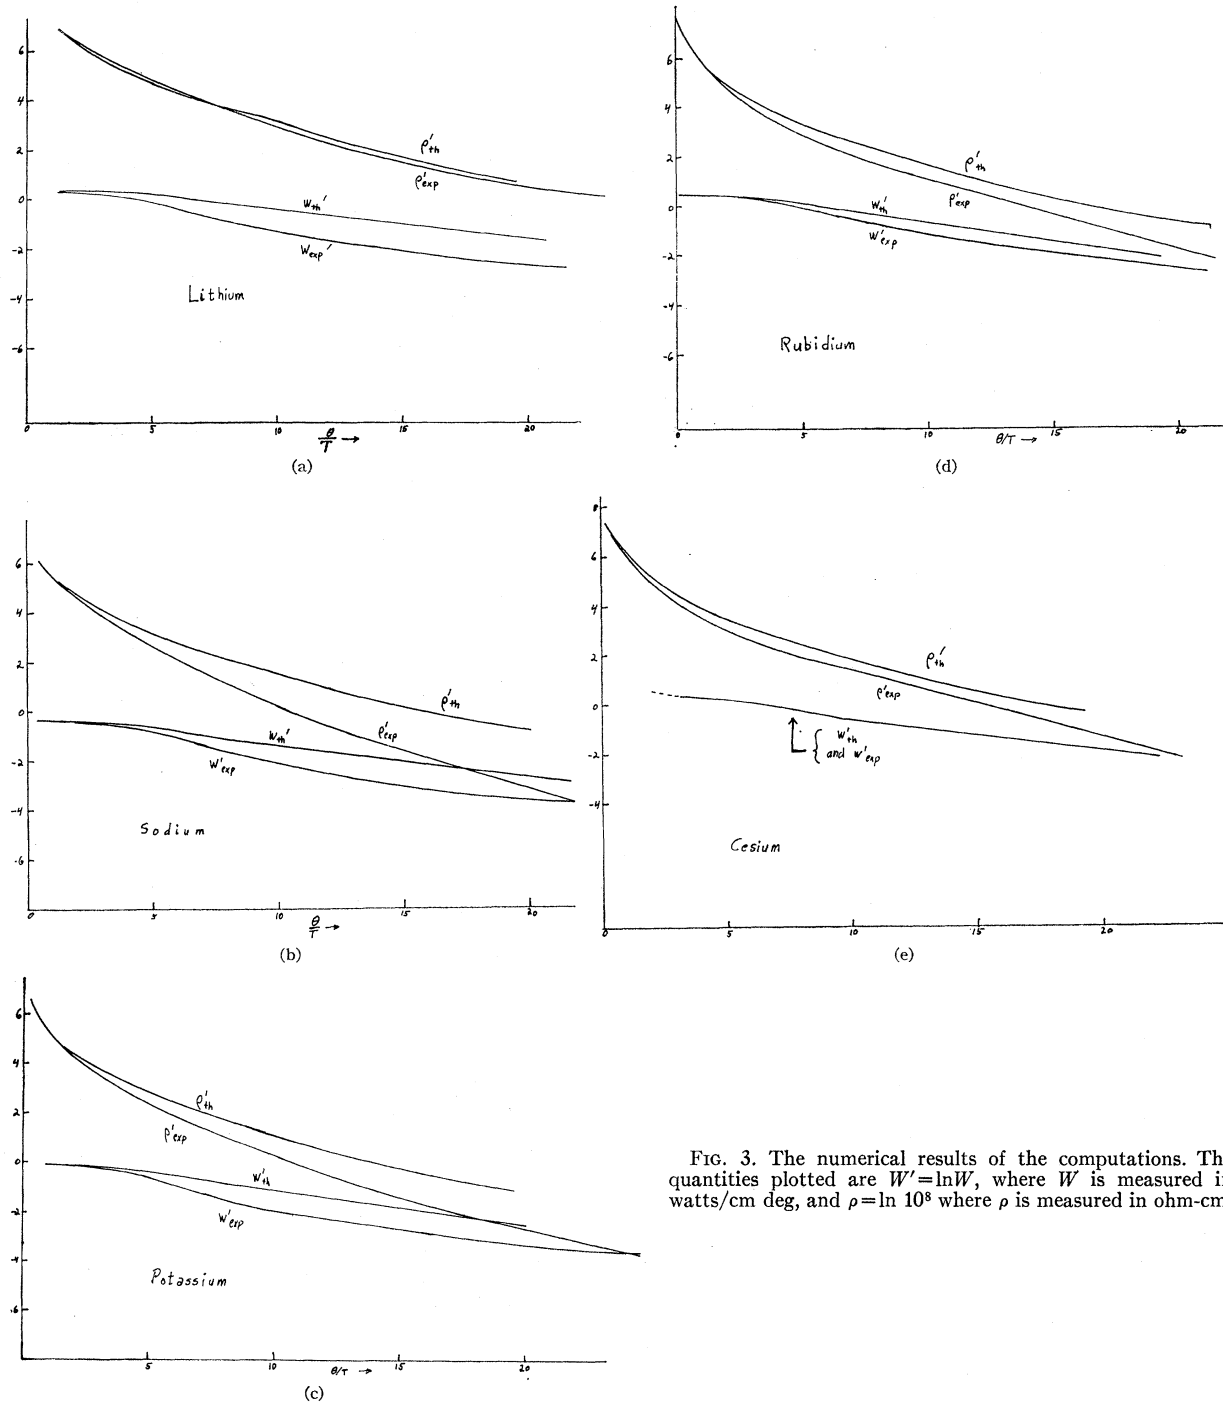 6
4
2
0
-2
-4
-6
ρ'th
ρ'exp
Wth'
Wexp'
Lithium
0 5 10 15 20
θ/T →
(a)
6
4
2
0
-2
-4
-6
ρ'th
ρ'exp
Wth'
W'exp
Rubidium
0 5 10 15 20
θ/T →
(d)
6
4
2
0
-2
-4
-6
ρ'th
ρ'exp
Wth'
W'exp
Sodium
0 5 10 15 20
θ/T →
(b)
8
6
4
2
0
-2
-4
ρ'th
ρ'exp
W'th
and W'exp
Cesium
0 5 10 15 20
(e)
6
4
2
0
-2
-4
-6
ρ'th
ρ'exp
W'th
W'exp
Potassium
5 10 15 20
θ/T →
(c)
FIG. 3. The numerical results of the computations. Th
quantities plotted are W'=lnW, where W is measured i
watts/cm deg, and ρ=ln 10⁸ where ρ is measured in ohm-cm